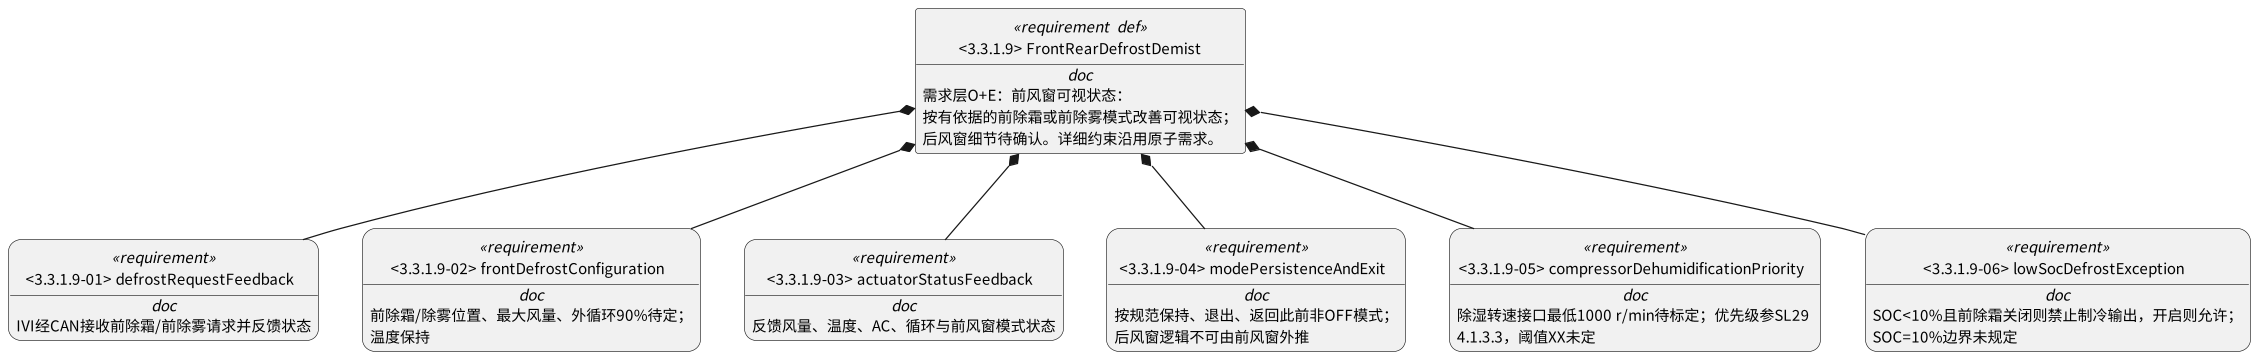 «requirement def»
<3.3.1.9> FrontRearDefrostDemist
doc
需求层O+E：前风窗可视状态：
按有依据的前除霜或前除雾模式改善可视状态；
后风窗细节待确认。详细约束沿用原子需求。
«requirement»
<3.3.1.9-01> defrostRequestFeedback
doc
IVI经CAN接收前除霜/前除雾请求并反馈状态
«requirement»
<3.3.1.9-02> frontDefrostConfiguration
doc
前除霜/除雾位置、最大风量、外循环90%待定；
温度保持
«requirement»
<3.3.1.9-03> actuatorStatusFeedback
doc
反馈风量、温度、AC、循环与前风窗模式状态
«requirement»
<3.3.1.9-04> modePersistenceAndExit
doc
按规范保持、退出、返回此前非OFF模式；
后风窗逻辑不可由前风窗外推
«requirement»
<3.3.1.9-05> compressorDehumidificationPriority
doc
除湿转速接口最低1000 r/min待标定；优先级参SL29
4.1.3.3，阈值XX未定
«requirement»
<3.3.1.9-06> lowSocDefrostException
doc
SOC<10%且前除霜关闭则禁止制冷输出，开启则允许；
SOC=10%边界未规定